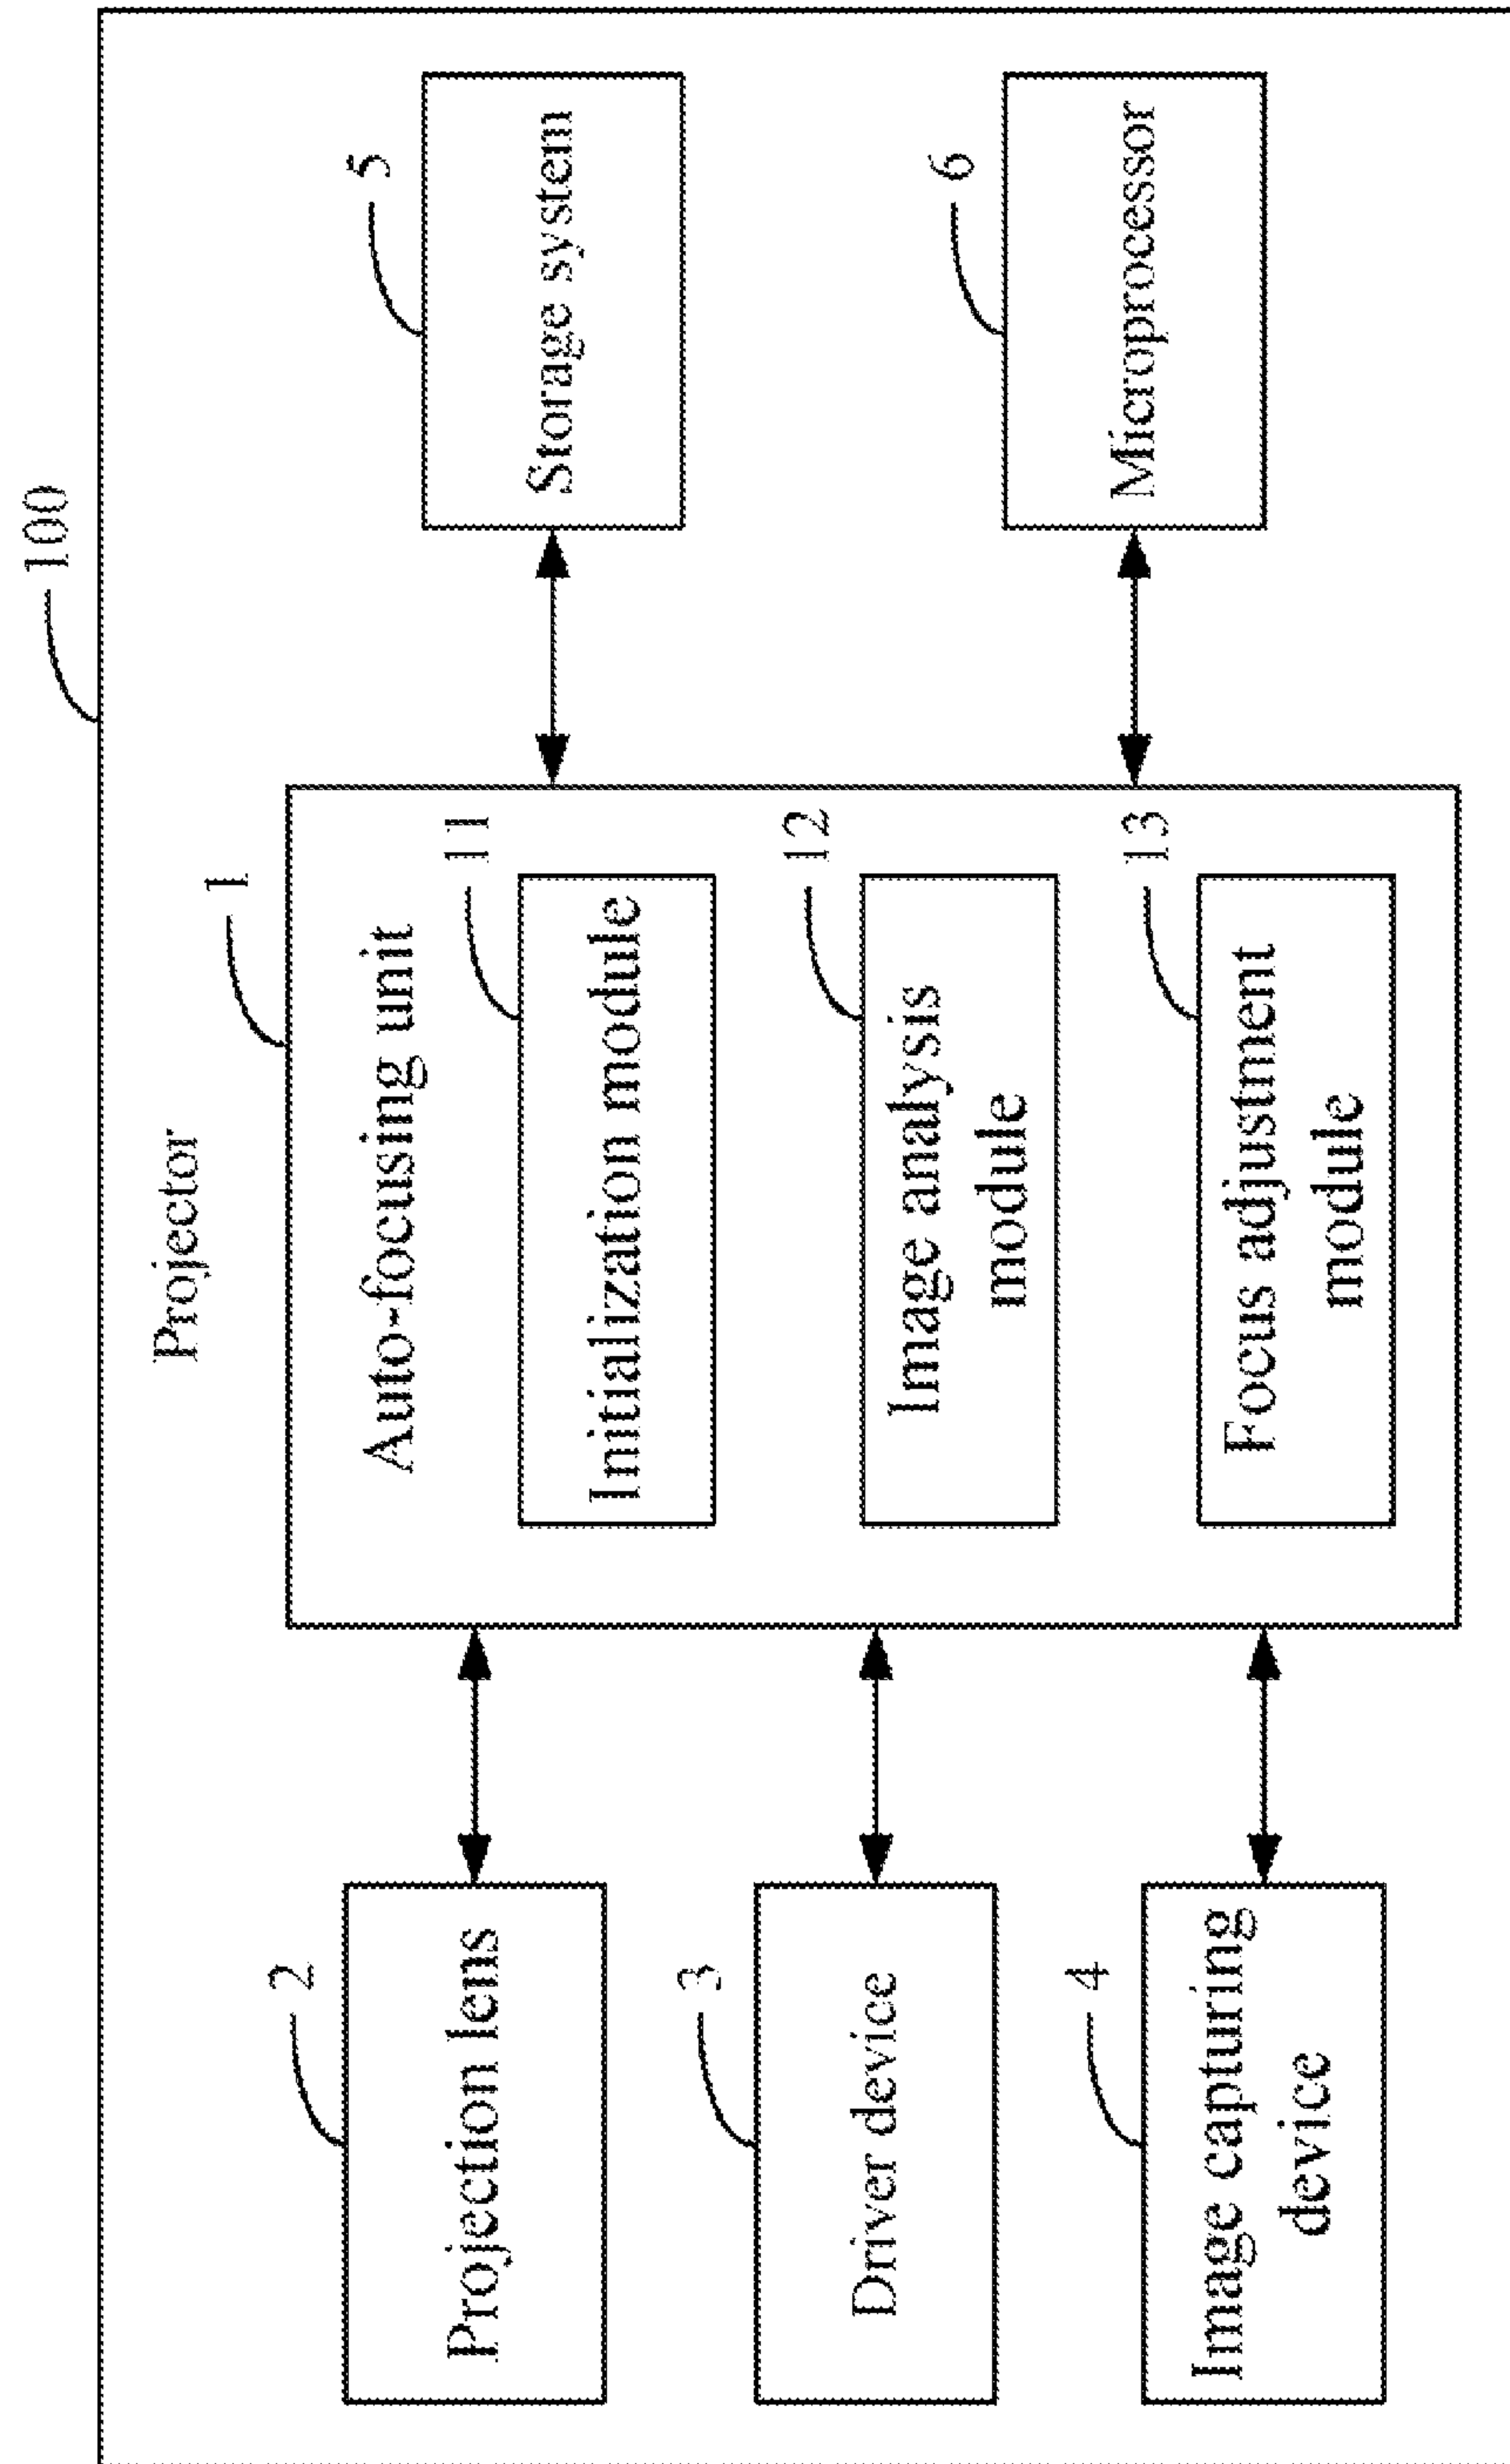 100
Projector
1
2
Projection lens
Auto-focusing unit
11
Initialization module
5
Storage system
3
Driver device
12
Image analysis
module
4
Image capturing
device
13
Focus adjustment
module
6
Microprocessor